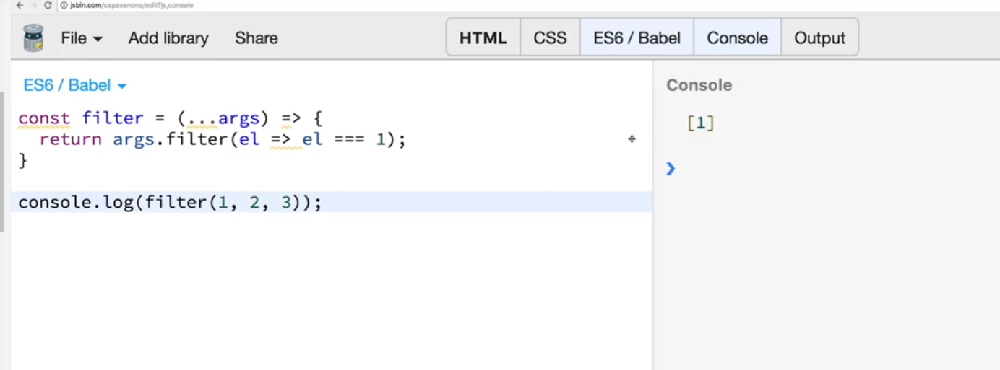 jsbin.com/capasenona/edit?js,console
File Add library Share HTML CSS ES6 / Babel Console Output
ES6 / Babel
const filter = (...args) => {
  return args.filter(el => el === 1);
}
console.log(filter(1, 2, 3));
Console
[1]